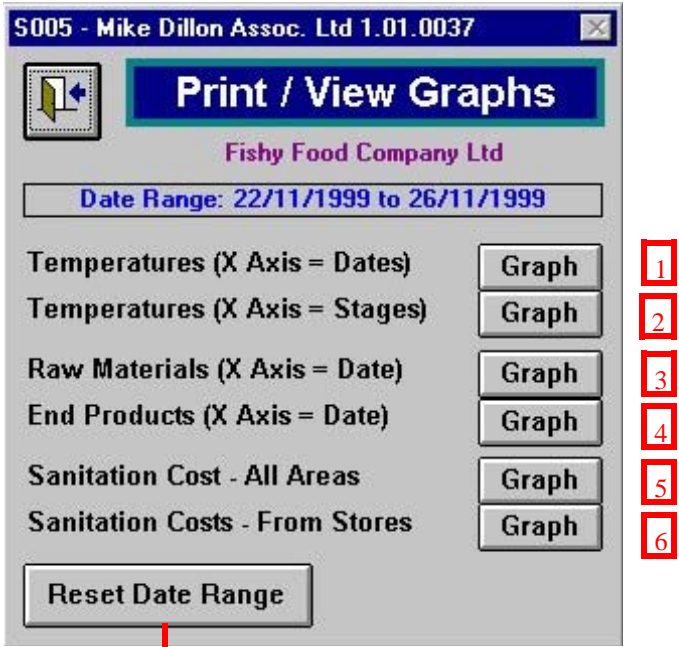 S005 - Mike Dillon Assoc. Ltd 1.01.0037
Print / View Graphs
Fishy Food Company Ltd
Date Range: 22/11/1999 to 26/11/1999
Temperatures (X Axis = Dates) Graph 1
Temperatures (X Axis = Stages) Graph 2
Raw Materials (X Axis = Date) Graph 3
End Products (X Axis = Date) Graph 4
Sanitation Cost - All Areas Graph 5
Sanitation Costs - From Stores Graph 6
Reset Date Range